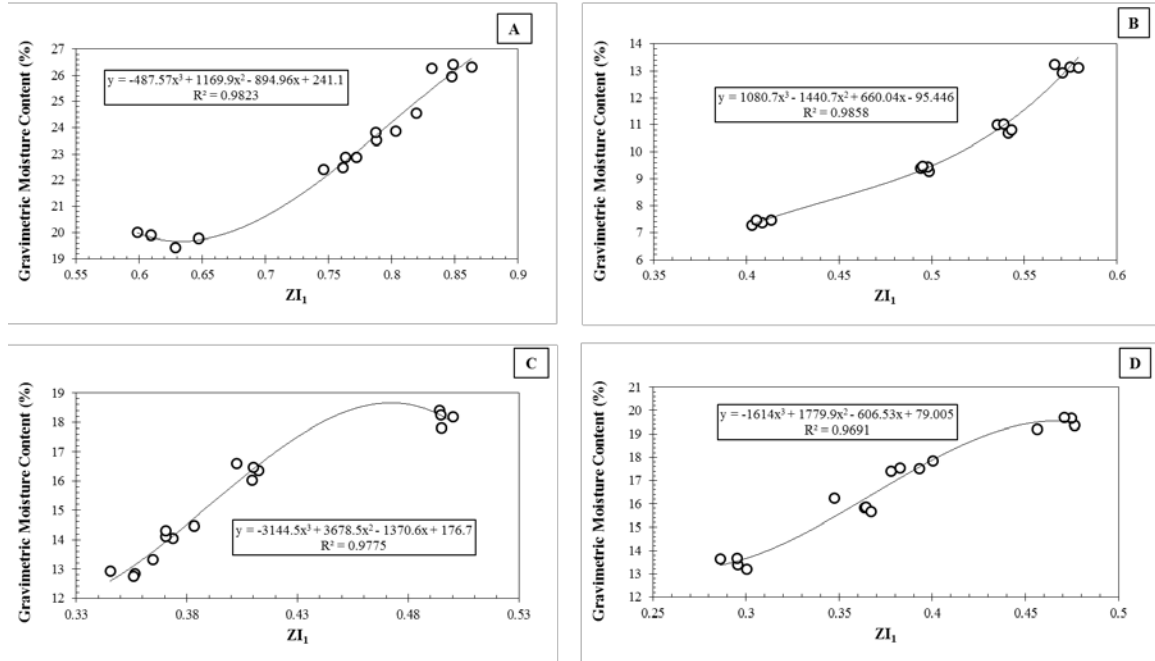 A
Gravimetric Moisture Content (%)
27
26
25
24
23
22
21
20
19
y = -487.57x³ + 1169.9x² - 894.96x + 241.1
R² = 0.9823
0.55 0.6 0.65 0.7 0.75 0.8 0.85 0.9
ZI₁
B
Gravimetric Moisture Content (%)
14
13
12
11
10
9
8
7
6
y = 1080.7x³ - 1440.7x² + 660.04x - 95.446
R² = 0.9858
0.35 0.4 0.45 0.5 0.55 0.6
ZI₁
C
Gravimetric Moisture Content (%)
19
18
17
16
15
14
13
12
y = -3144.5x³ + 3678.5x² - 1370.6x + 176.7
R² = 0.9775
0.33 0.38 0.43 0.48 0.53
ZI₁
D
Gravimetric Moisture Content (%)
21
20
19
18
17
16
15
14
13
12
y = -1614x³ + 1779.9x² - 606.53x + 79.005
R² = 0.9691
0.25 0.3 0.35 0.4 0.45 0.5
ZI₁